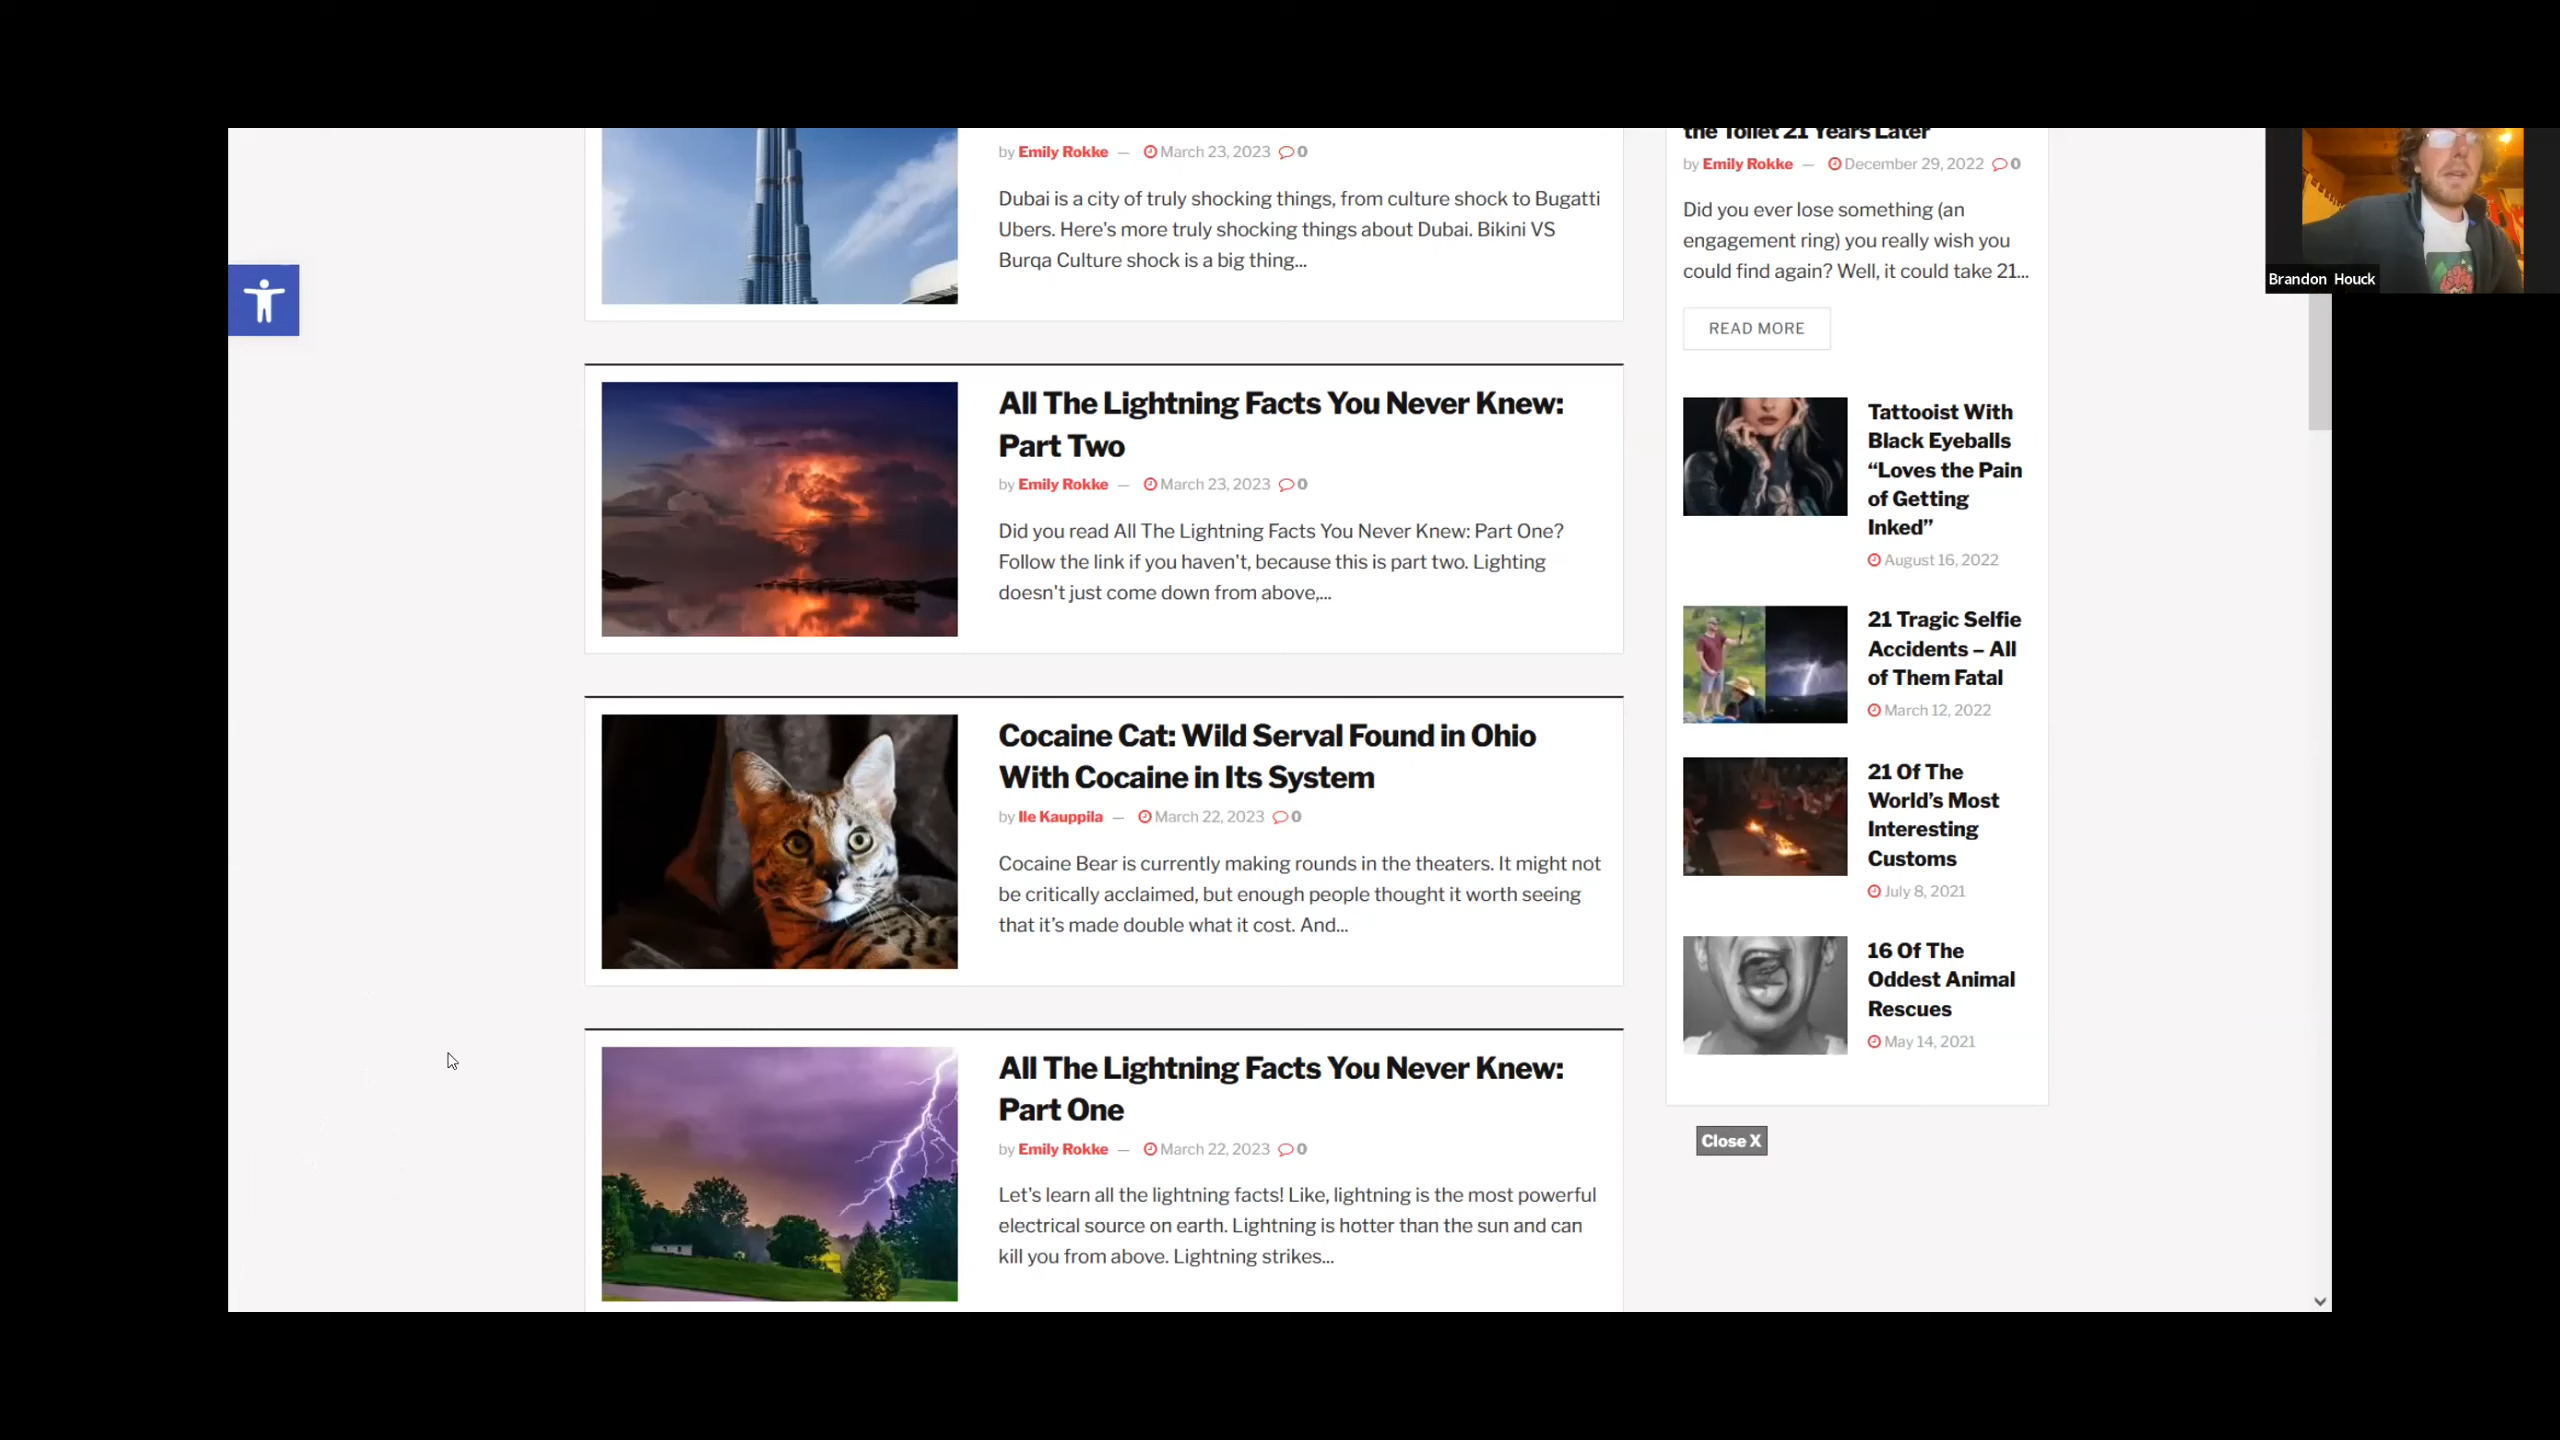 by Emily Rokke — March 23, 2023 0
Dubai is a city of truly shocking things, from culture shock to Bugatti
Ubers. Here's more truly shocking things about Dubai. Bikini VS
Burqa Culture shock is a big thing...
All The Lightning Facts You Never Knew:
Part Two
by Emily Rokke — March 23, 2023 0
Did you read All The Lightning Facts You Never Knew: Part One?
Follow the link if you haven't, because this is part two. Lighting
doesn't just come down from above,...
Cocaine Cat: Wild Serval Found in Ohio
With Cocaine in Its System
by Ile Kauppila — March 22, 2023 0
Cocaine Bear is currently making rounds in the theaters. It might not
be critically acclaimed, but enough people thought it worth seeing
that it's made double what it cost. And...
All The Lightning Facts You Never Knew:
Part One
by Emily Rokke — March 22, 2023 0
Let's learn all the lightning facts! Like, lightning is the most powerful
electrical source on earth. Lightning is hotter than the sun and can
kill you from above. Lightning strikes...
the Toilet 21 Years Later
by Emily Rokke — December 29, 2022 0
Did you ever lose something (an
engagement ring) you really wish you
could find again? Well, it could take 21...
READ MORE
Tattooist With
Black Eyeballs
“Loves the Pain
of Getting
Inked”
August 16, 2022
21 Tragic Selfie
Accidents – All
of Them Fatal
March 12, 2022
21 Of The
World’s Most
Interesting
Customs
July 8, 2021
16 Of The
Oddest Animal
Rescues
May 14, 2021
Close X
Brandon Houck